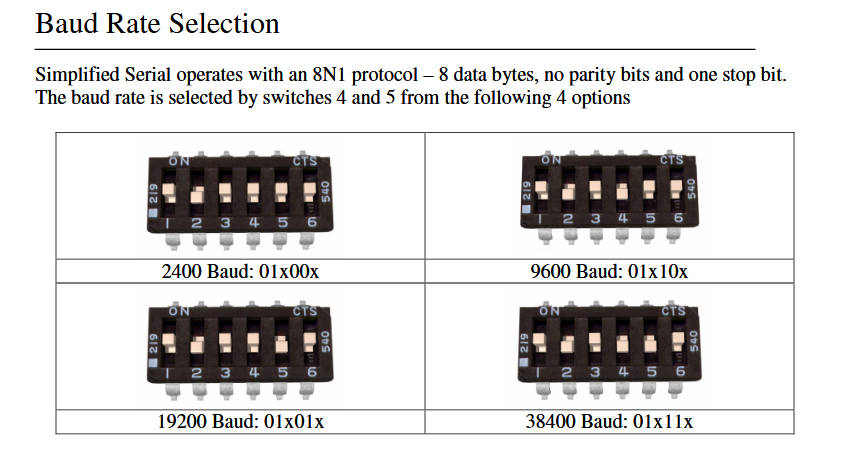 Baud Rate Selection
Simplified Serial operates with an 8N1 protocol – 8 data bytes, no parity bits and one stop bit.
The baud rate is selected by switches 4 and 5 from the following 4 options
ON CTS
219 540
1 2 3 4 5 6
ON CTS
219 540
1 2 3 4 5 6
2400 Baud: 01x00x
9600 Baud: 01x10x
ON CTS
219 540
1 2 3 4 5 6
ON CTS
219 540
1 2 3 4 5 6
19200 Baud: 01x01x
38400 Baud: 01x11x